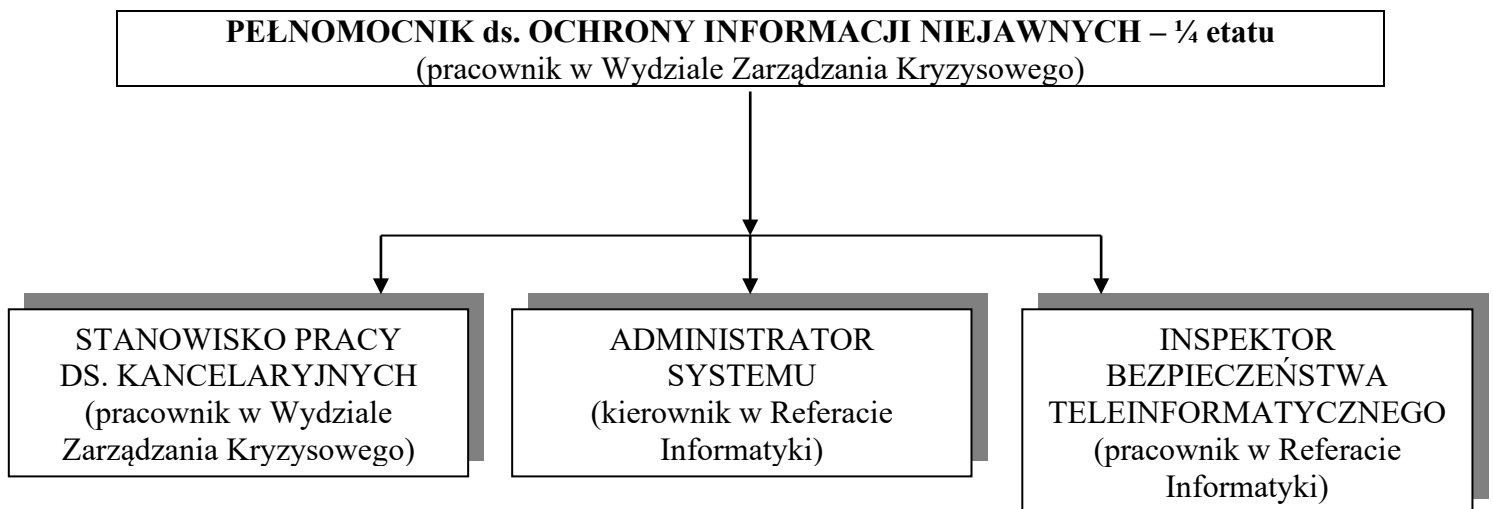 PEŁNOMOCNIK ds. OCHRONY INFORMACJI NIEJAWNYCH – ¼ etatu
(pracownik w Wydziale Zarządzania Kryzysowego)
STANOWISKO PRACY
DS. KANCELARYJNYCH
(pracownik w Wydziale
Zarządzania Kryzysowego)
ADMINISTRATOR
SYSTEMU
(kierownik w Referacie
Informatyki)
INSPEKTOR
BEZPIECZEŃSTWA
TELEINFORMATYCZNEGO
(pracownik w Referacie
Informatyki)